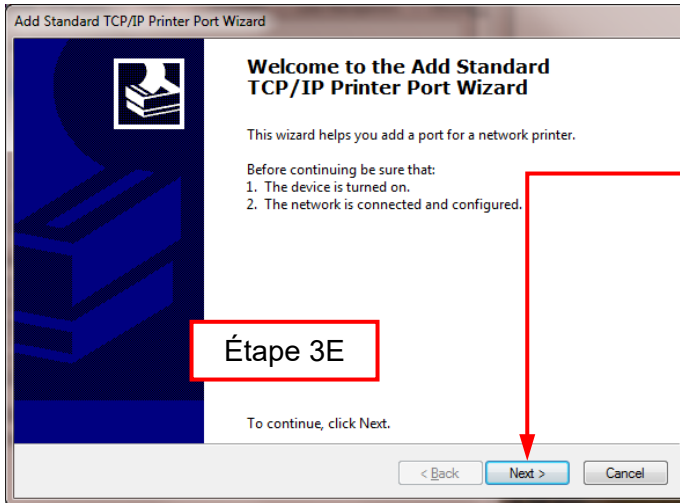 Add Standard TCP/IP Printer Port Wizard
Welcome to the Add Standard
TCP/IP Printer Port Wizard
This wizard helps you add a port for a network printer.
Before continuing be sure that:
1. The device is turned on.
2. The network is connected and configured.
Étape 3E
To continue, click Next.
< Back
Next >
Cancel